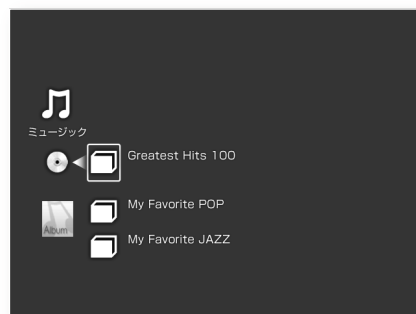 ミュージック
Greatest Hits 100
My Favorite POP
Album
My Favorite JAZZ